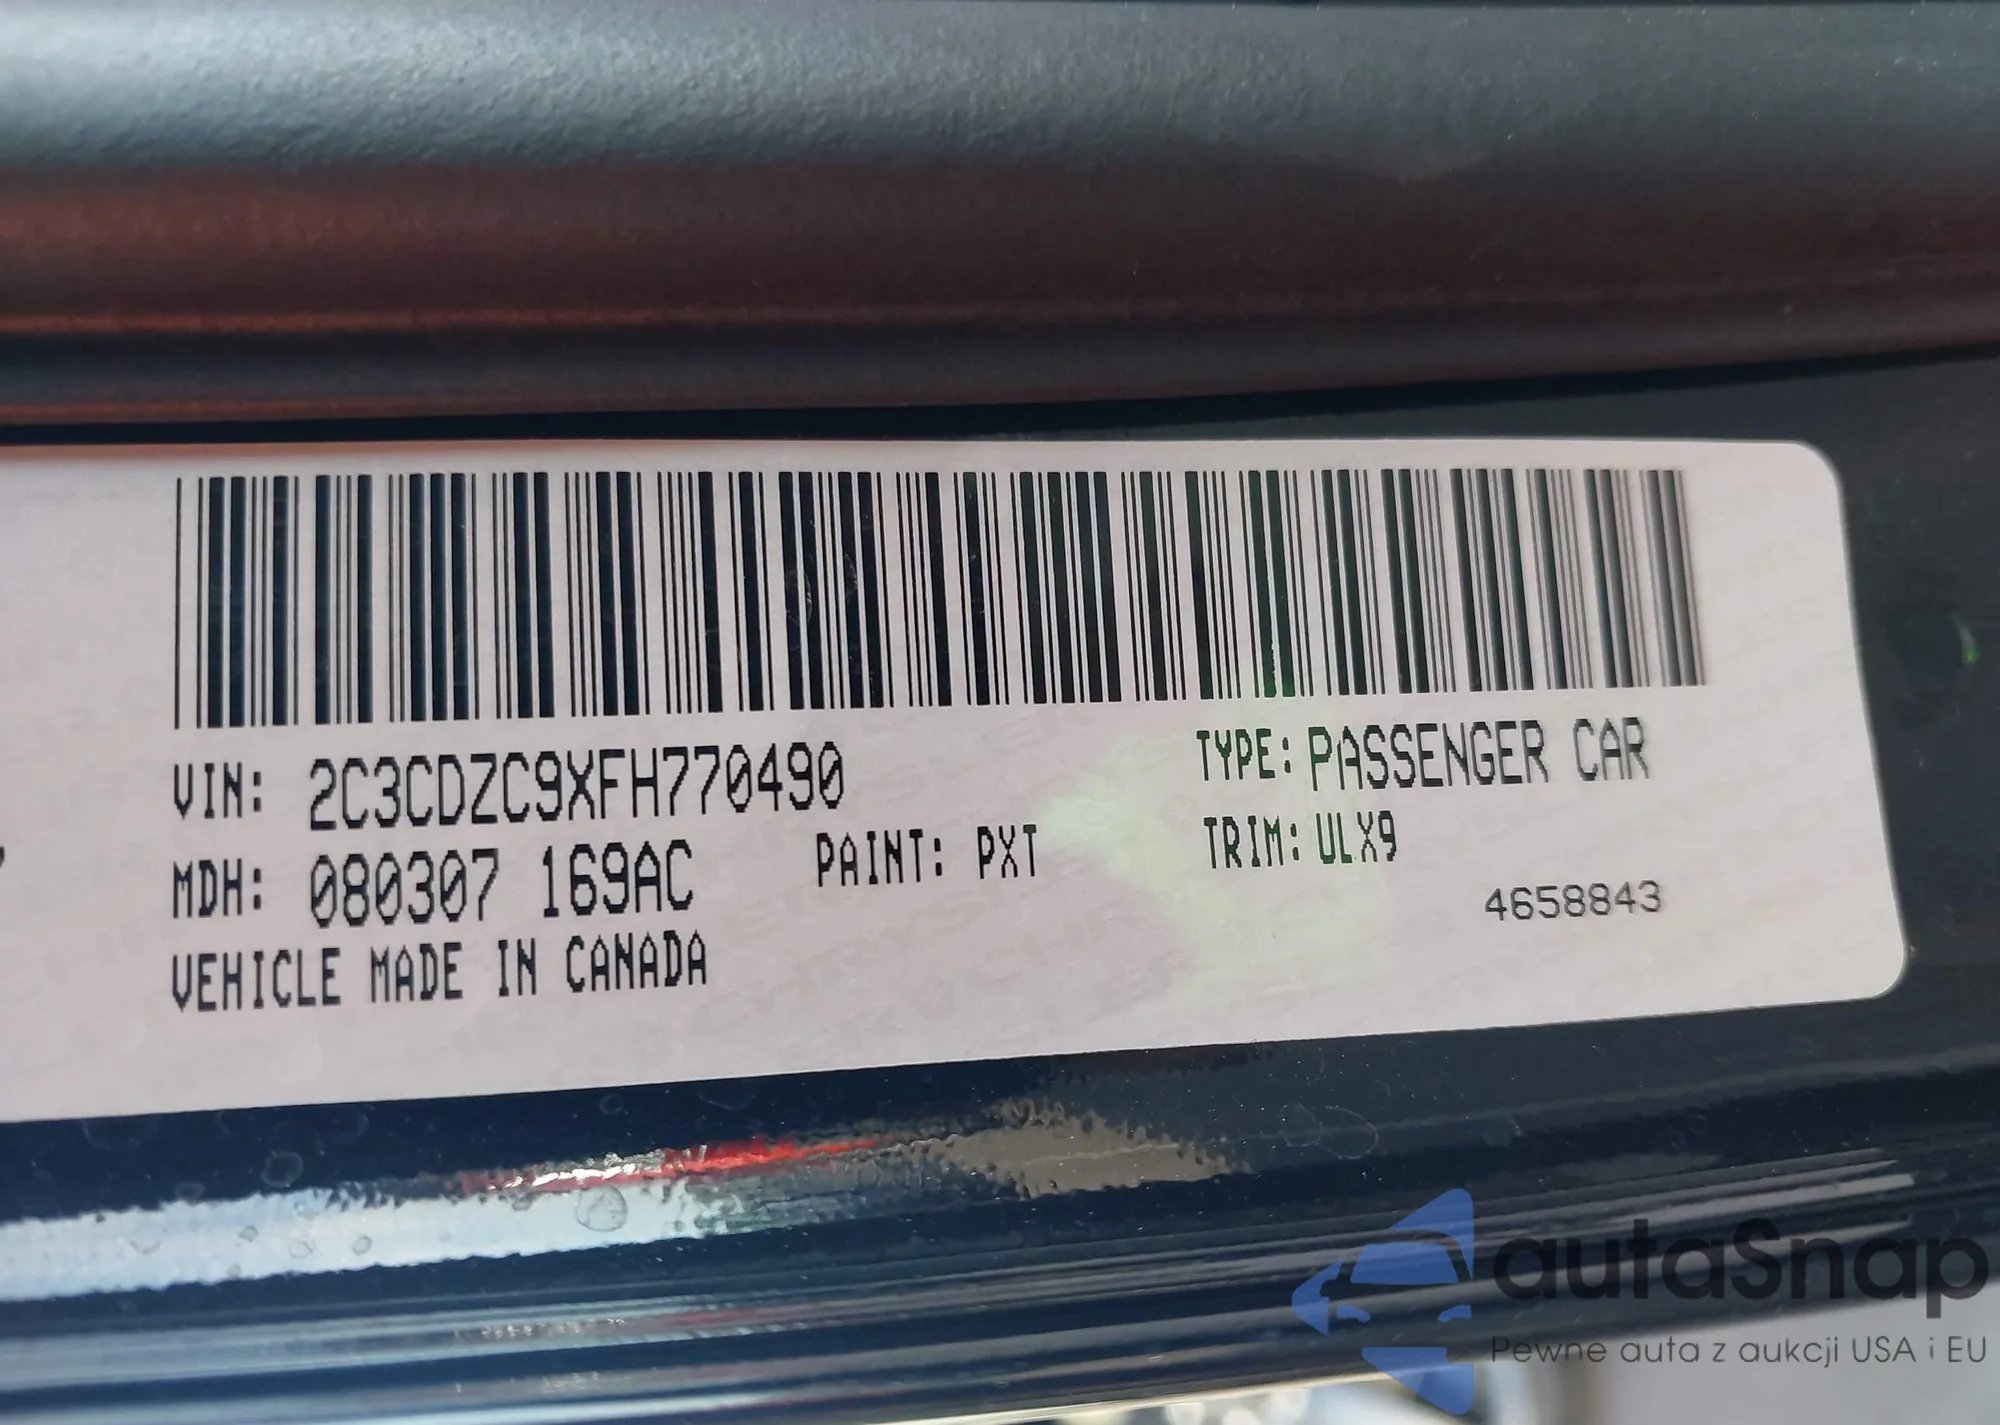 VIN: 2C3CDZC9XFH770490
TYPE: PASSENGER CAR
MDH: 080307 169AC
PAINT: PXT
TRIM: ULX9
4658843
VEHICLE MADE IN CANADA
autaSnap
Pewne auta z aukcji USA i EU